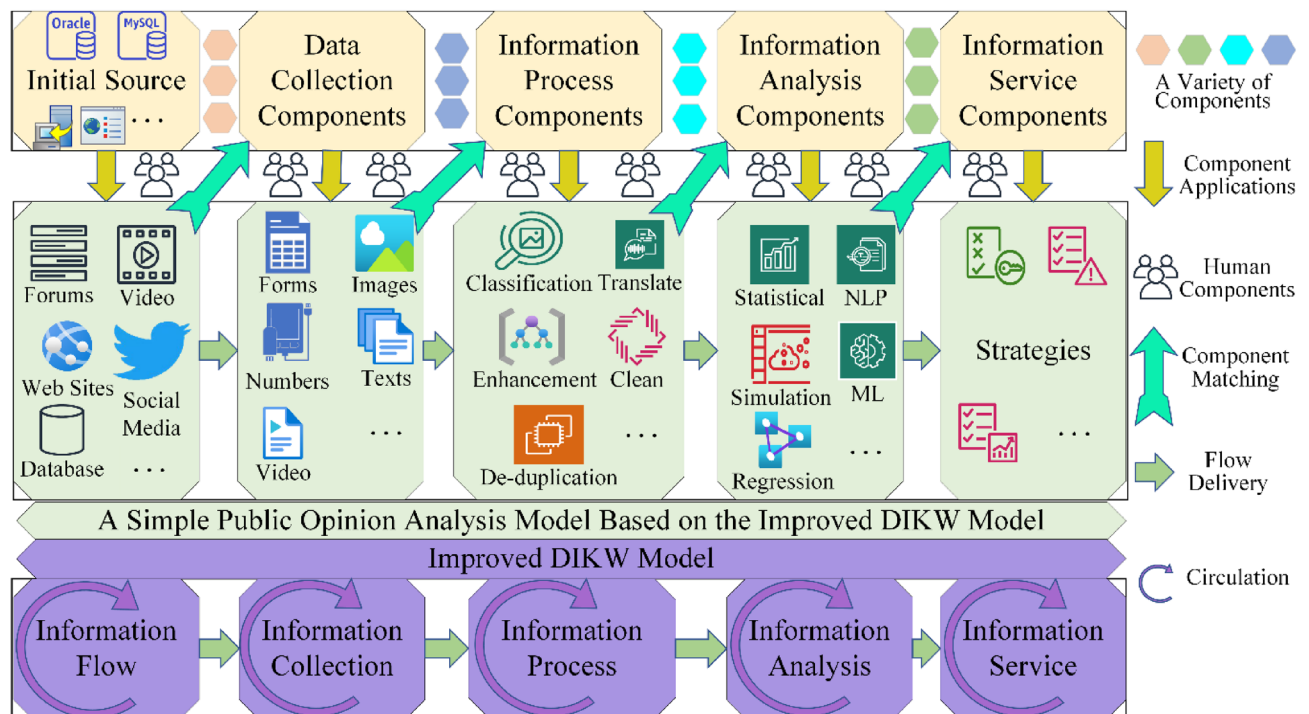 Oracle
MySQL
Initial Source
...
Data
Collection
Components
Information
Process
Components
Information
Analysis
Components
Information
Service
Components
A Variety of
Components
Component
Applications
Human
Components
Component
Matching
Flow
Delivery
Circulation
Forums
Video
Web Sites
Social
Media
Database
...
Forms
Images
Numbers
Texts
Video
...
Classification
Translate
Enhancement
Clean
De-duplication
...
Statistical
NLP
Simulation
ML
Regression
...
Strategies
...
A Simple Public Opinion Analysis Model Based on the Improved DIKW Model
Improved DIKW Model
Information
Flow
Information
Collection
Information
Process
Information
Analysis
Information
Service